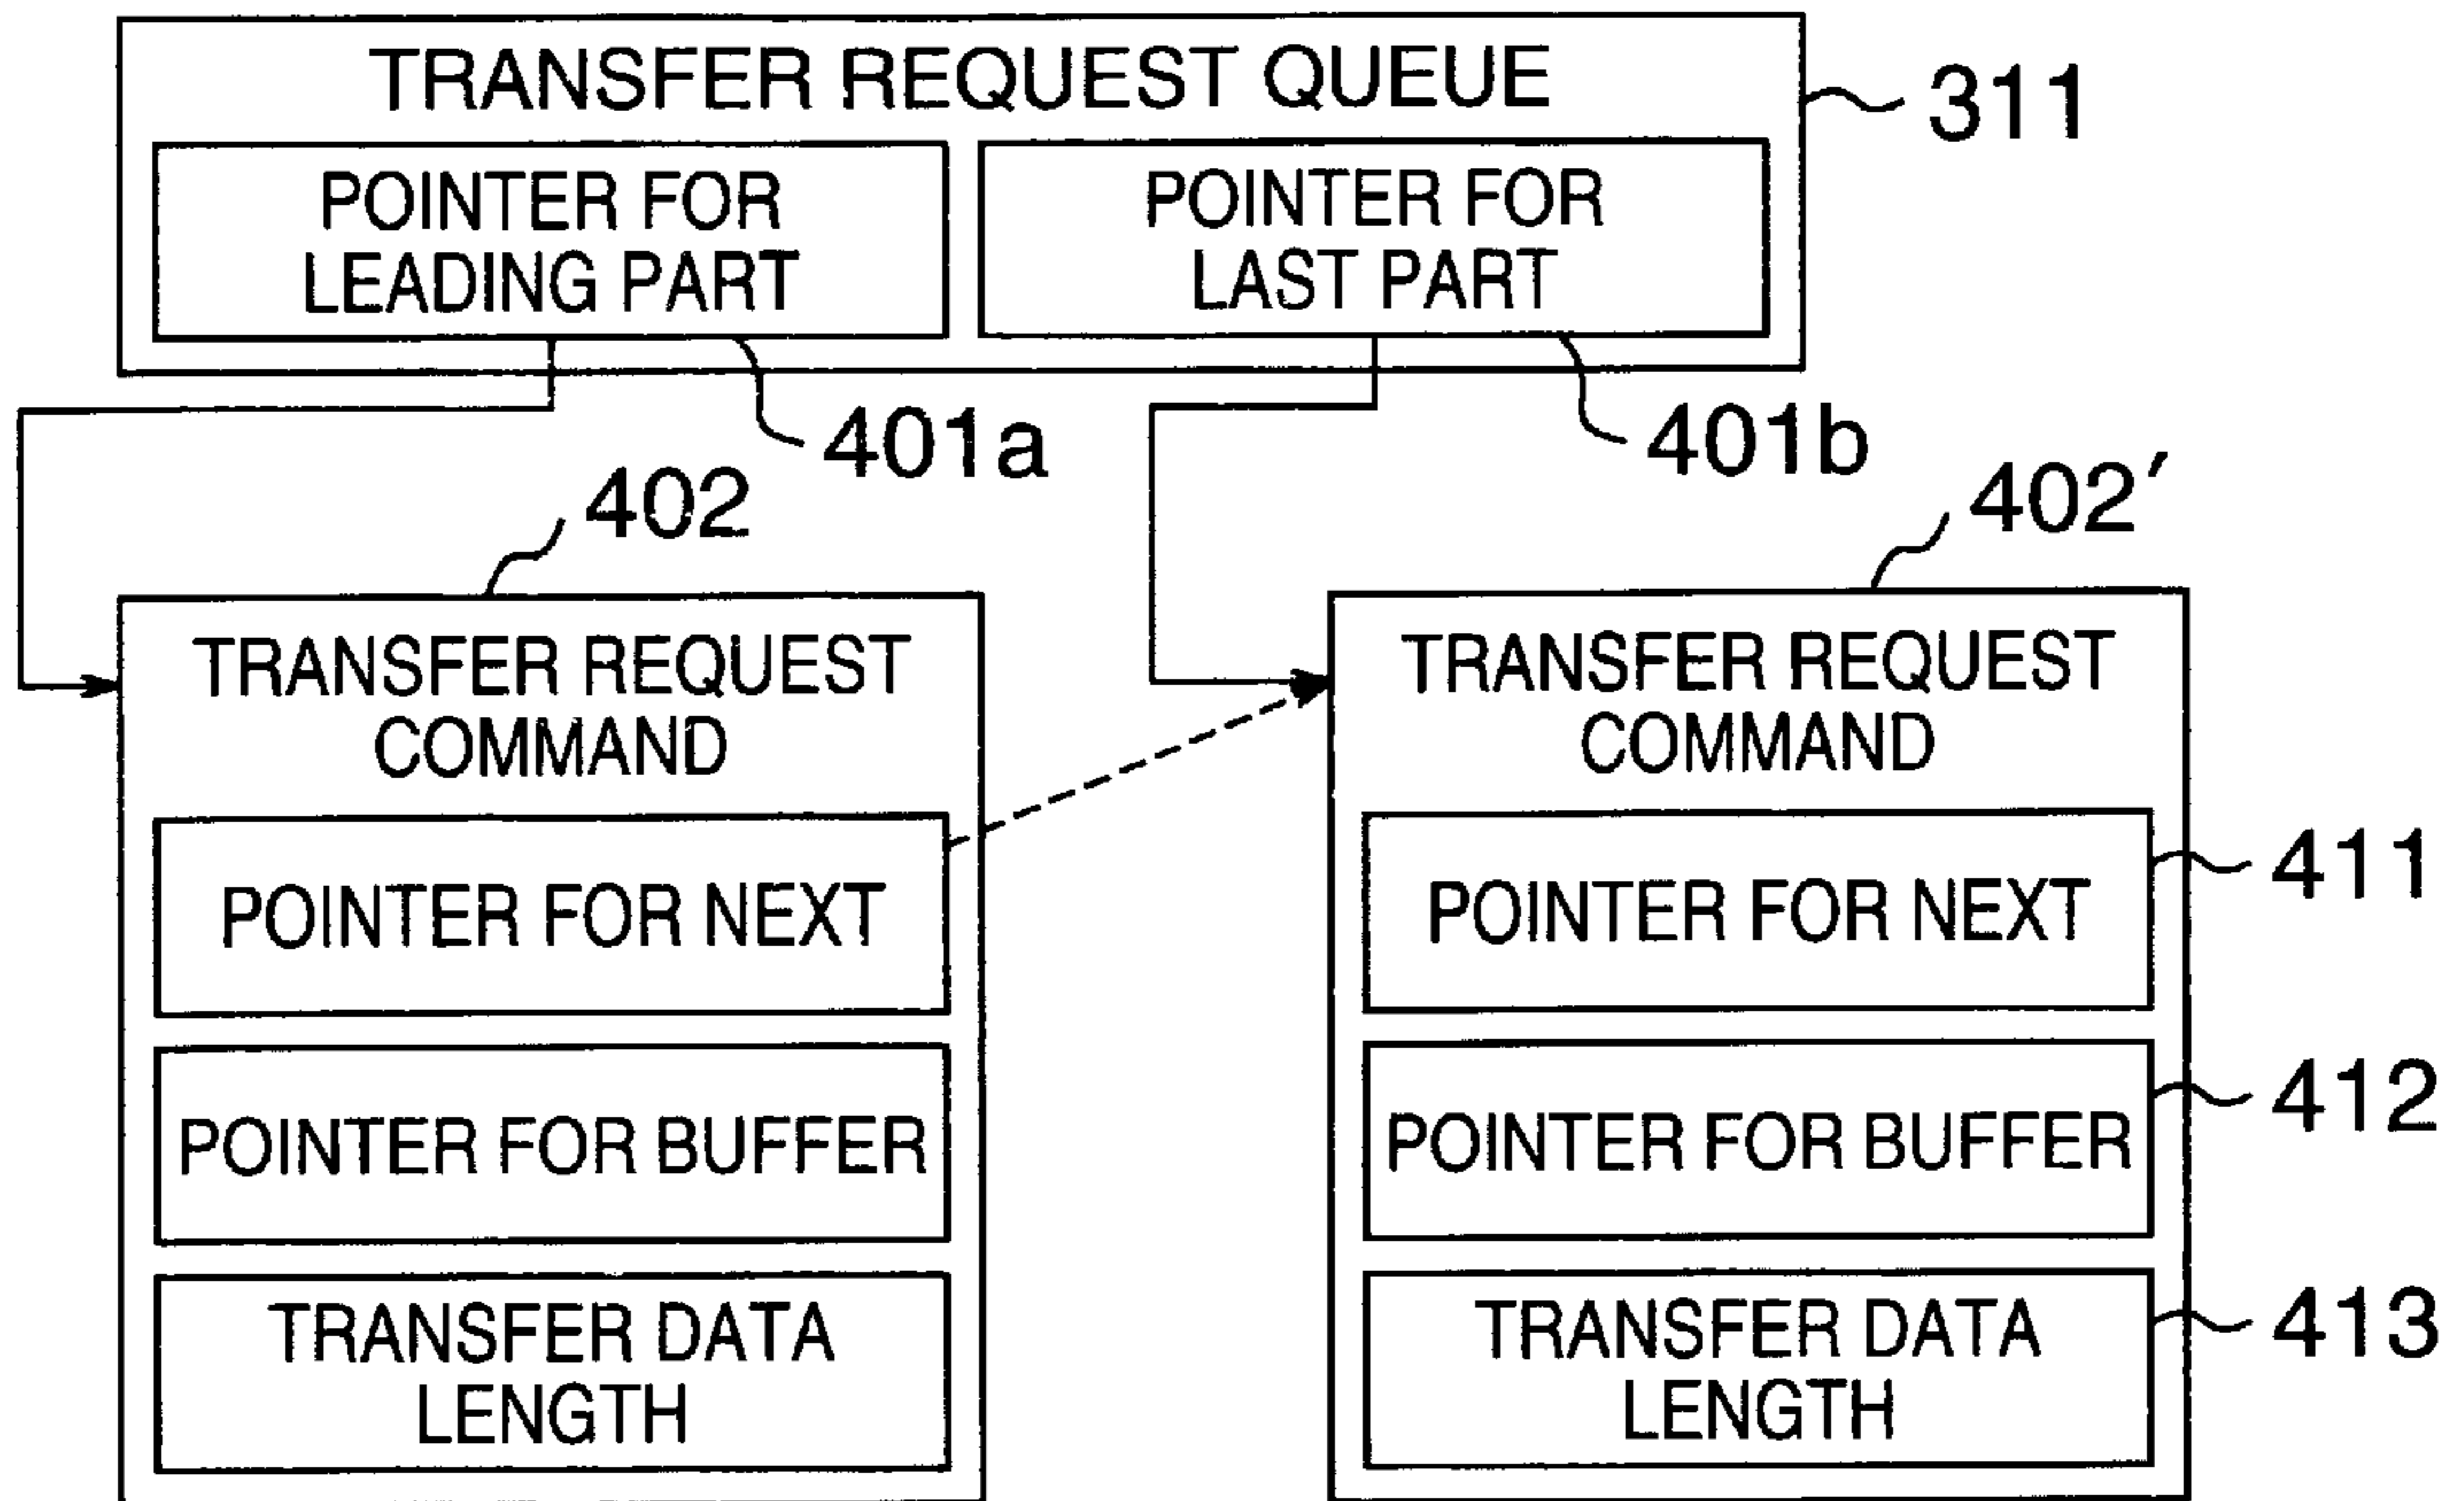 TRANSFER REQUEST QUEUE
311
POINTER FOR
LEADING PART
POINTER FOR
LAST PART
401a
401b
402
402'
TRANSFER REQUEST
COMMAND
POINTER FOR NEXT
POINTER FOR BUFFER
TRANSFER DATA
LENGTH
TRANSFER REQUEST
COMMAND
POINTER FOR NEXT
411
POINTER FOR BUFFER
412
TRANSFER DATA
LENGTH
413